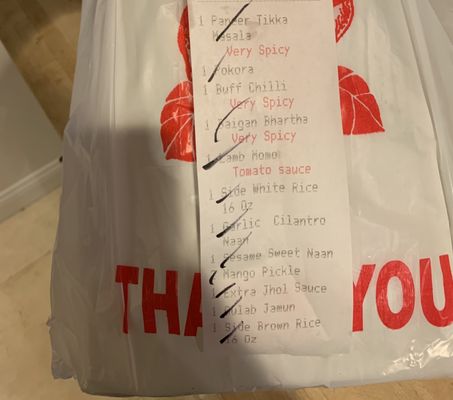 1 Paneer Tikka
Masala
Very Spicy
1 Pokora
1 Buff Chilli
Very Spicy
1 Baigan Bhartha
Very Spicy
1 Lamb Momo
Tomato sauce
1 Side White Rice
16 Oz
1 Garlic Cilantro
Naan
1 Sesame Sweet Naan
1 Mango Pickle
1 Extra Jhol Sauce
1 Gulab Jamun
1 Side Brown Rice
16 Oz
THA YOU